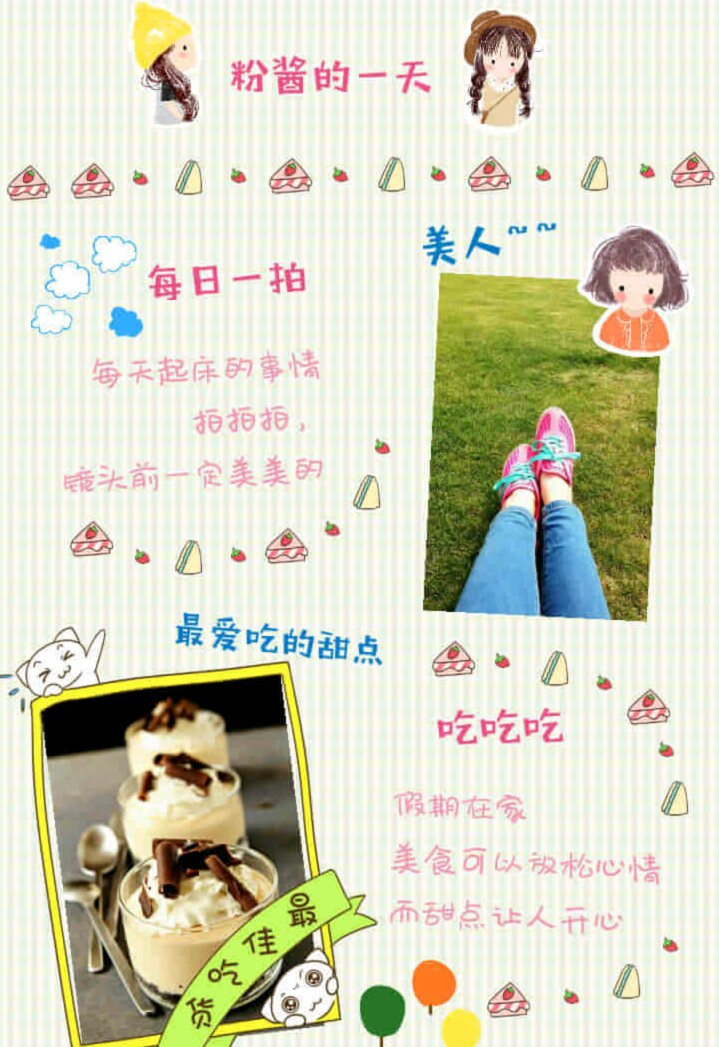 粉酱的一天
美人~~
每日一拍
每天起床的事情
拍拍拍，
镜头前一定美美的
最爱吃的甜点
吃吃吃
假期在家
美食可以放松心情
而甜点让人开心
最佳吃货